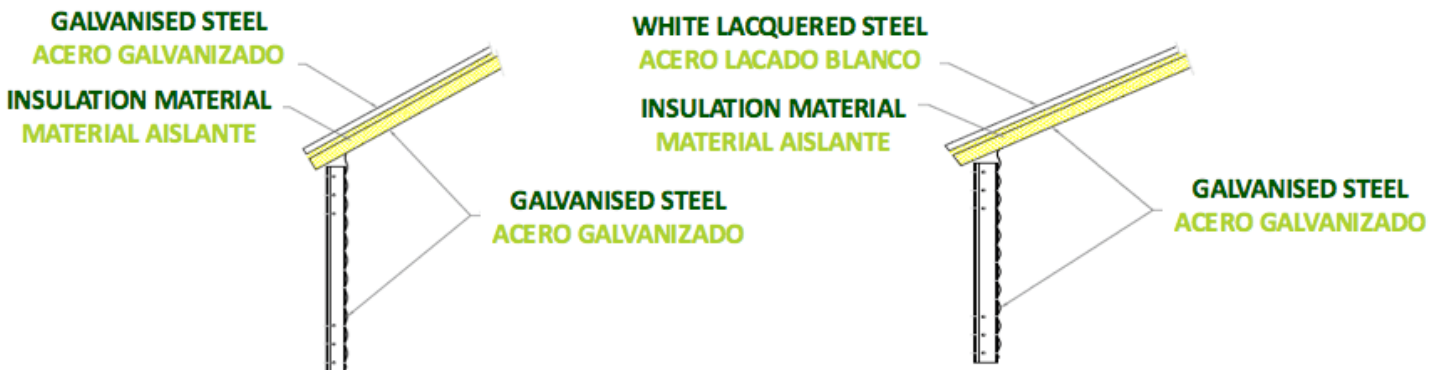 GALVANISED STEEL
ACERO GALVANIZADO
INSULATION MATERIAL
MATERIAL AISLANTE
GALVANISED STEEL
ACERO GALVANIZADO
WHITE LACQUERED STEEL
ACERO LACADO BLANCO
INSULATION MATERIAL
MATERIAL AISLANTE
GALVANISED STEEL
ACERO GALVANIZADO